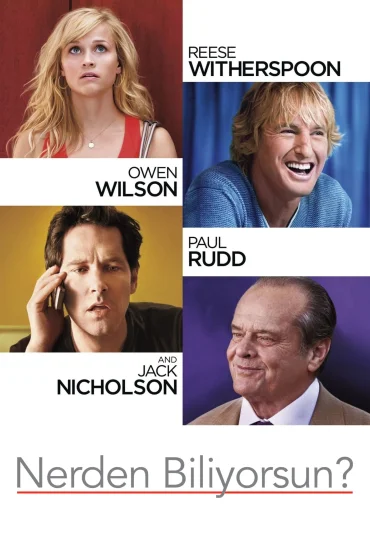 REESE
WITHERSPOON
OWEN
WILSON
PAUL
RUDD
AND
JACK
NICHOLSON
Nerden Biliyorsun?